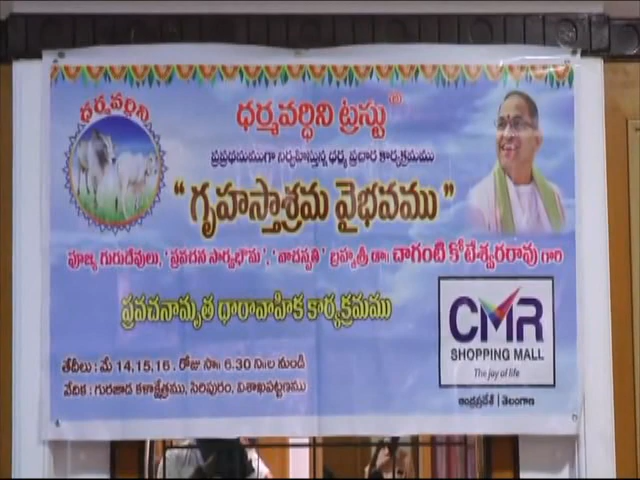 ధర్మవర్ధిని
ధర్మవర్ధిని ట్రస్టు ®
ప్రప్రథమముగా నిర్వహిస్తున్న ధర్మ ప్రచార కార్యక్రమము
“గృహస్తాశ్రమ వైభవము”
పూజ్య గురుదేవులు, ‘ప్రవచన సార్వభౌమ’, ‘వాచస్పతి’ బ్రహ్మశ్రీ డా॥ చాగంటి కోటేశ్వరరావు గారి
ప్రవచనామృత ధారావాహిక కార్యక్రమము
తేదీలు : మే 14,15,16. రోజు సా॥ 6.30 ని॥ల నుండి
వేదిక : గురజాడ కళాక్షేత్రము, సిరిపురం, విశాఖపట్టణము
CMR
SHOPPING MALL
The joy of life
ఆంధ్రప్రదేశ్ | తెలంగాణ